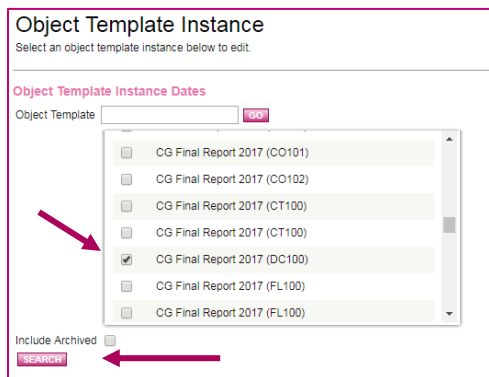 Object Template Instance
Select an object template instance below to edit.
Object Template Instance Dates
Object Template GO
CG Final Report 2017 (CO101)
CG Final Report 2017 (CO102)
CG Final Report 2017 (CT100)
CG Final Report 2017 (CT100)
CG Final Report 2017 (DC100)
CG Final Report 2017 (FL100)
CG Final Report 2017 (FL100)
Include Archived
SEARCH